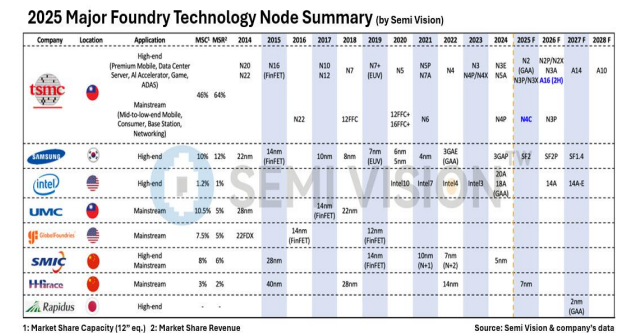 2025 Major Foundry Technology Node Summary (by Semi Vision)
Company Location Application MSC¹ MSR² 2014 2015 2016 2017 2018 2019 2020 2021 2022 2023 2024 2025 F 2026 F 2027 F 2028 F
tsmc
High-end
(Premium Mobile, Data Center
Server, AI Accelerator, Game,
ADAS)
Mainstream
(Mid-to-low-end Mobile,
Consumer, Base Station,
Networking)
46% 64%
N20
N22
N16
(FinFET)
N10
N12
N7
N7+
(EUV)
N5
N5P
N7A
N4
N3
N4P/N4X
N3E
N5A
N2
(GAA)
N3P/N3X
N2P/N2X
N3A
A16 (2H)
A14
A10
N22
12FFC
12FFC+
16FFC+
N6
N4P
N4C
N3P
SAMSUNG High-end 10% 12% 22nm
14nm
(FinFET)
10nm 8nm
7nm
(EUV)
6nm
5nm
4nm
3GAE
(GAA)
3GAP SF2 SF2P SF1.4
intel High-end 1.2% 1% Intel10 Intel7 Intel4 Intel3
20A
18A
(GAA)
14A 14A-E
UMC Mainstream 10.5% 5% 28nm
14nm
(FinFET)
22nm
GlobalFoundries Mainstream 7.5% 5% 22FDX
14nm
(FinFET)
12nm
(FinFET)
SMIC
High-end
Mainstream
8% 6% 28nm
14nm
(FinFET)
10nm
(N+1)
7nm
(N+2)
5nm
HHGrace Mainstream 3% 2% 40nm 28nm 14nm 7nm
Rapidus High-end - -
2nm
(GAA)
SEMI VISION
TW
1: Market Share Capacity (12" eq.) 2: Market Share Revenue
Source: Semi Vision & company's data